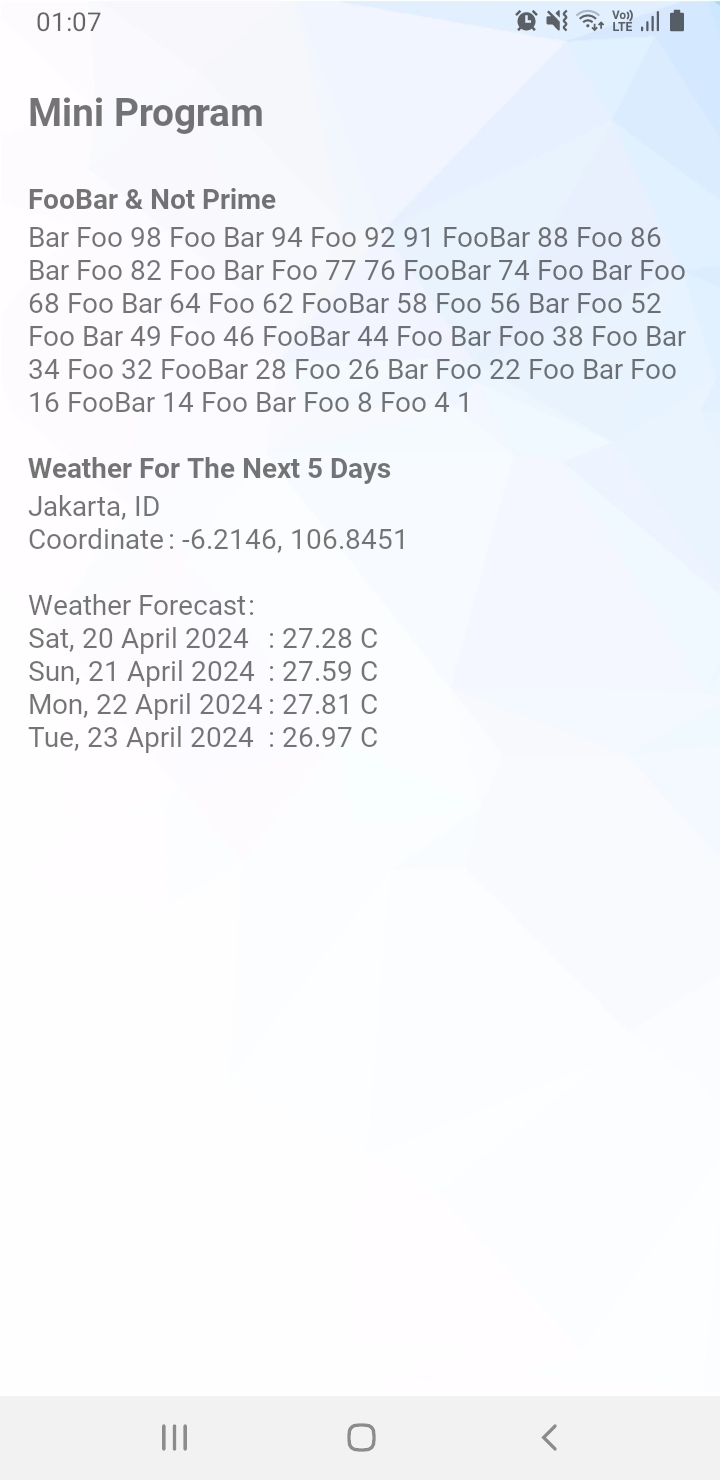 01:07
Vo))
LTE
Mini Program
FooBar & Not Prime
Bar Foo 98 Foo Bar 94 Foo 92 91 FooBar 88 Foo 86
Bar Foo 82 Foo Bar Foo 77 76 FooBar 74 Foo Bar Foo
68 Foo Bar 64 Foo 62 FooBar 58 Foo 56 Bar Foo 52
Foo Bar 49 Foo 46 FooBar 44 Foo Bar Foo 38 Foo Bar
34 Foo 32 FooBar 28 Foo 26 Bar Foo 22 Foo Bar Foo
16 FooBar 14 Foo Bar Foo 8 Foo 4 1
Weather For The Next 5 Days
Jakarta, ID
Coordinate : -6.2146, 106.8451
Weather Forecast:
Sat, 20 April 2024 : 27.28 C
Sun, 21 April 2024 : 27.59 C
Mon, 22 April 2024 : 27.81 C
Tue, 23 April 2024 : 26.97 C